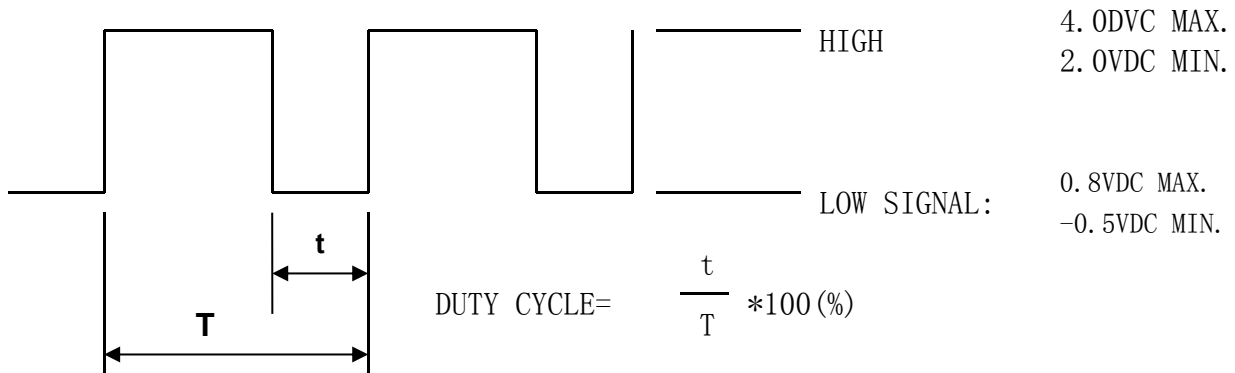 HIGH
4.0DVC MAX.
2.0VDC MIN.
LOW SIGNAL:
0.8VDC MAX.
-0.5VDC MIN.
t
T
DUTY CYCLE= t/T *100(%)